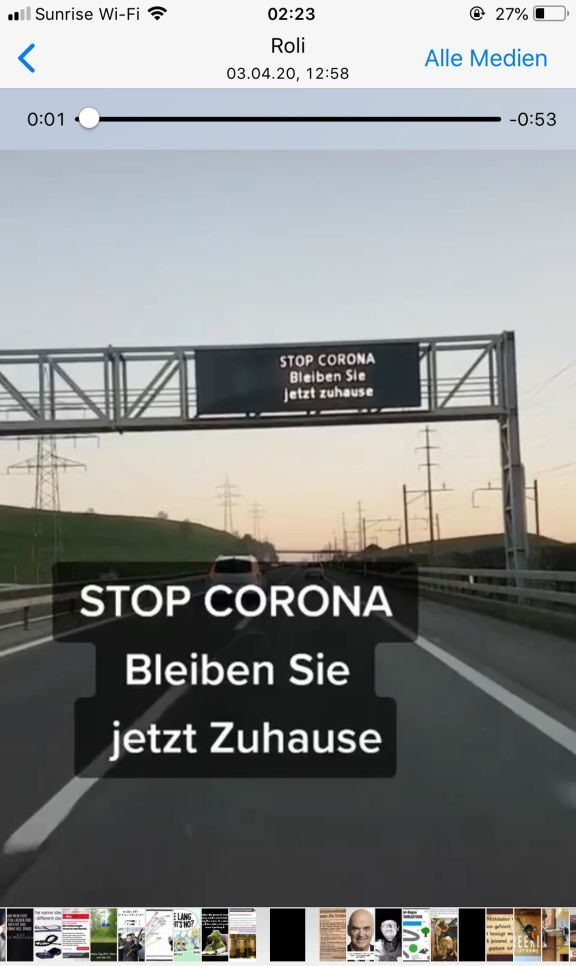 Sunrise Wi-Fi
02:23
27%
Roli
03.04.20, 12:58
Alle Medien
0:01
-0:53
STOP CORONA
Bleiben Sie
jetzt zuhause
STOP CORONA
Bleiben Sie
jetzt Zuhause